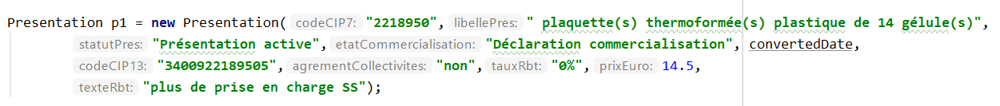 Presentation p1 = new Presentation( codeCIP7: "2218950", libellePres: " plaquette(s) thermoformée(s) plastique de 14 gélule(s)",
statutPres: "Présentation active", etatCommercialisation: "Déclaration commercialisation", convertedDate,
codeCIP13: "3400922189505", agrementCollectivites: "non", tauxRbt: "0%", prixEuro: 14.5,
texteRbt: "plus de prise en charge SS");